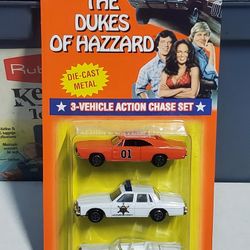 THE
DUKES
OF HAZZARD
DIE-CAST
METAL
3-VEHICLE ACTION CHASE SET
01